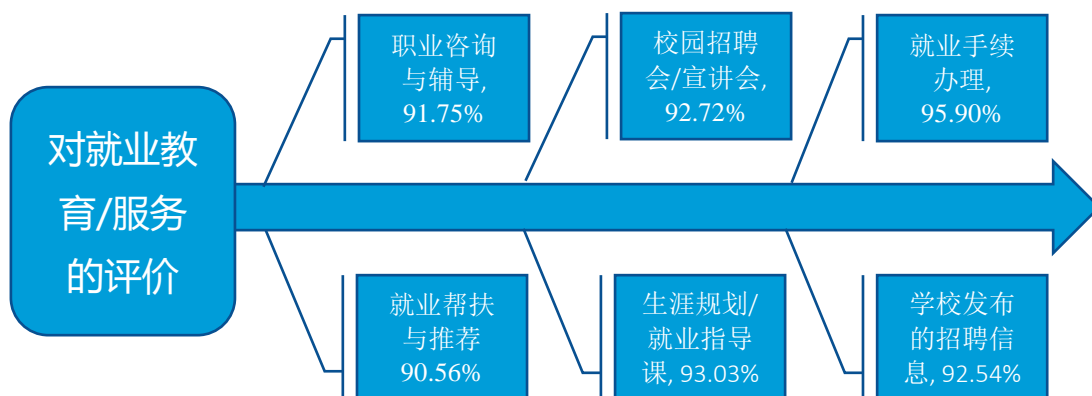 对就业教
育/服务
的评价
职业咨询
与辅导,
91.75%
校园招聘
会/宣讲会,
92.72%
就业手续
办理,
95.90%
就业帮扶
与推荐
90.56%
生涯规划/
就业指导
课, 93.03%
学校发布
的招聘信
息, 92.54%